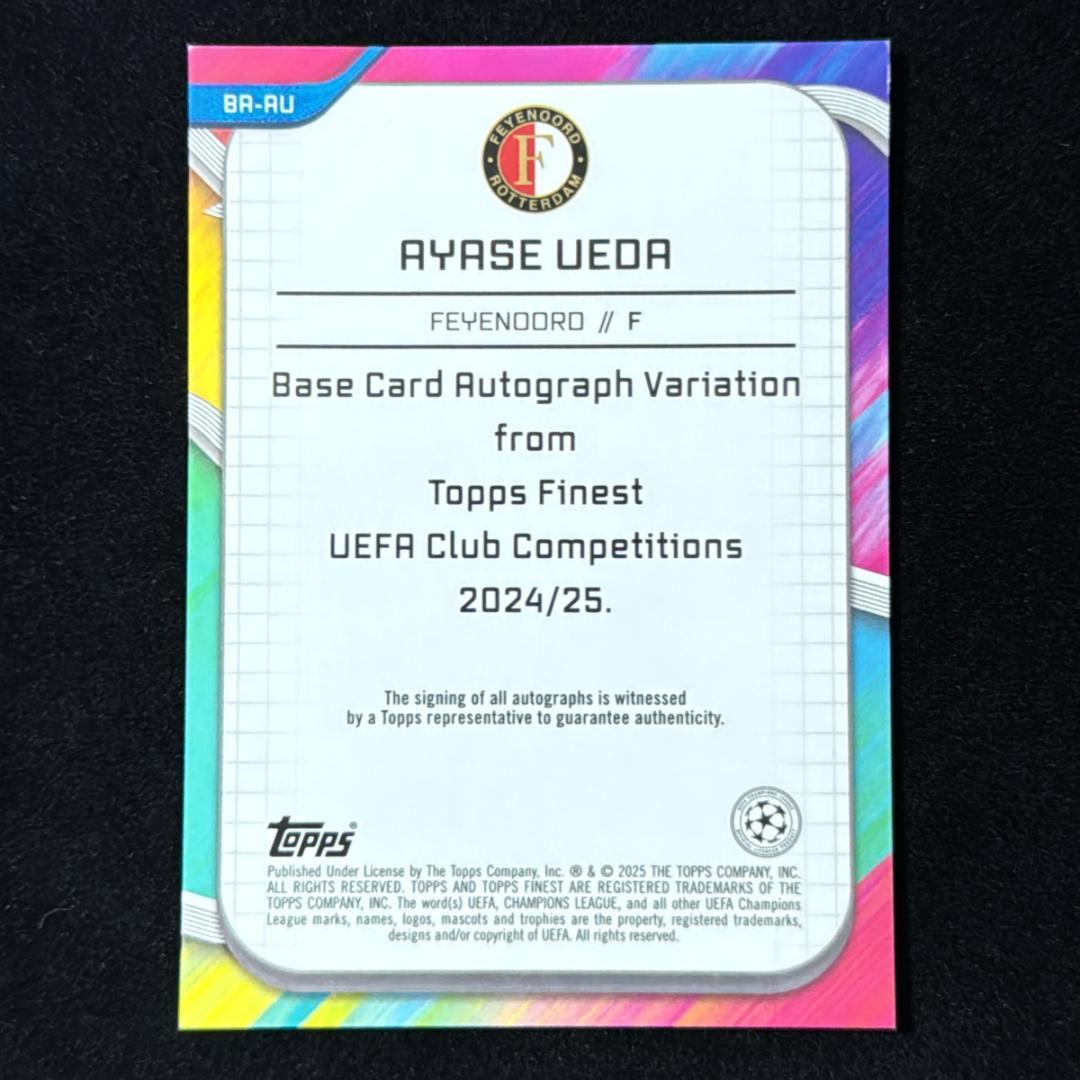 BA-AU
FEYENOORD
F
ROTTERDAM
AYASE UEDA
FEYENOORD // F
Base Card Autograph Variation
from
Topps Finest
UEFA Club Competitions
2024/25.
The signing of all autographs is witnessed
by a Topps representative to guarantee authenticity.
Topps®
Published Under License by The Topps Company, Inc. ® & © 2025 THE TOPPS COMPANY, INC.
ALL RIGHTS RESERVED. TOPPS AND TOPPS FINEST ARE REGISTERED TRADEMARKS OF THE
TOPPS COMPANY, INC. The word(s) UEFA, CHAMPIONS LEAGUE, and all other UEFA Champions
League marks, names, logos, mascots and trophies are the property, registered trademarks,
designs and/or copyright of UEFA. All rights reserved.